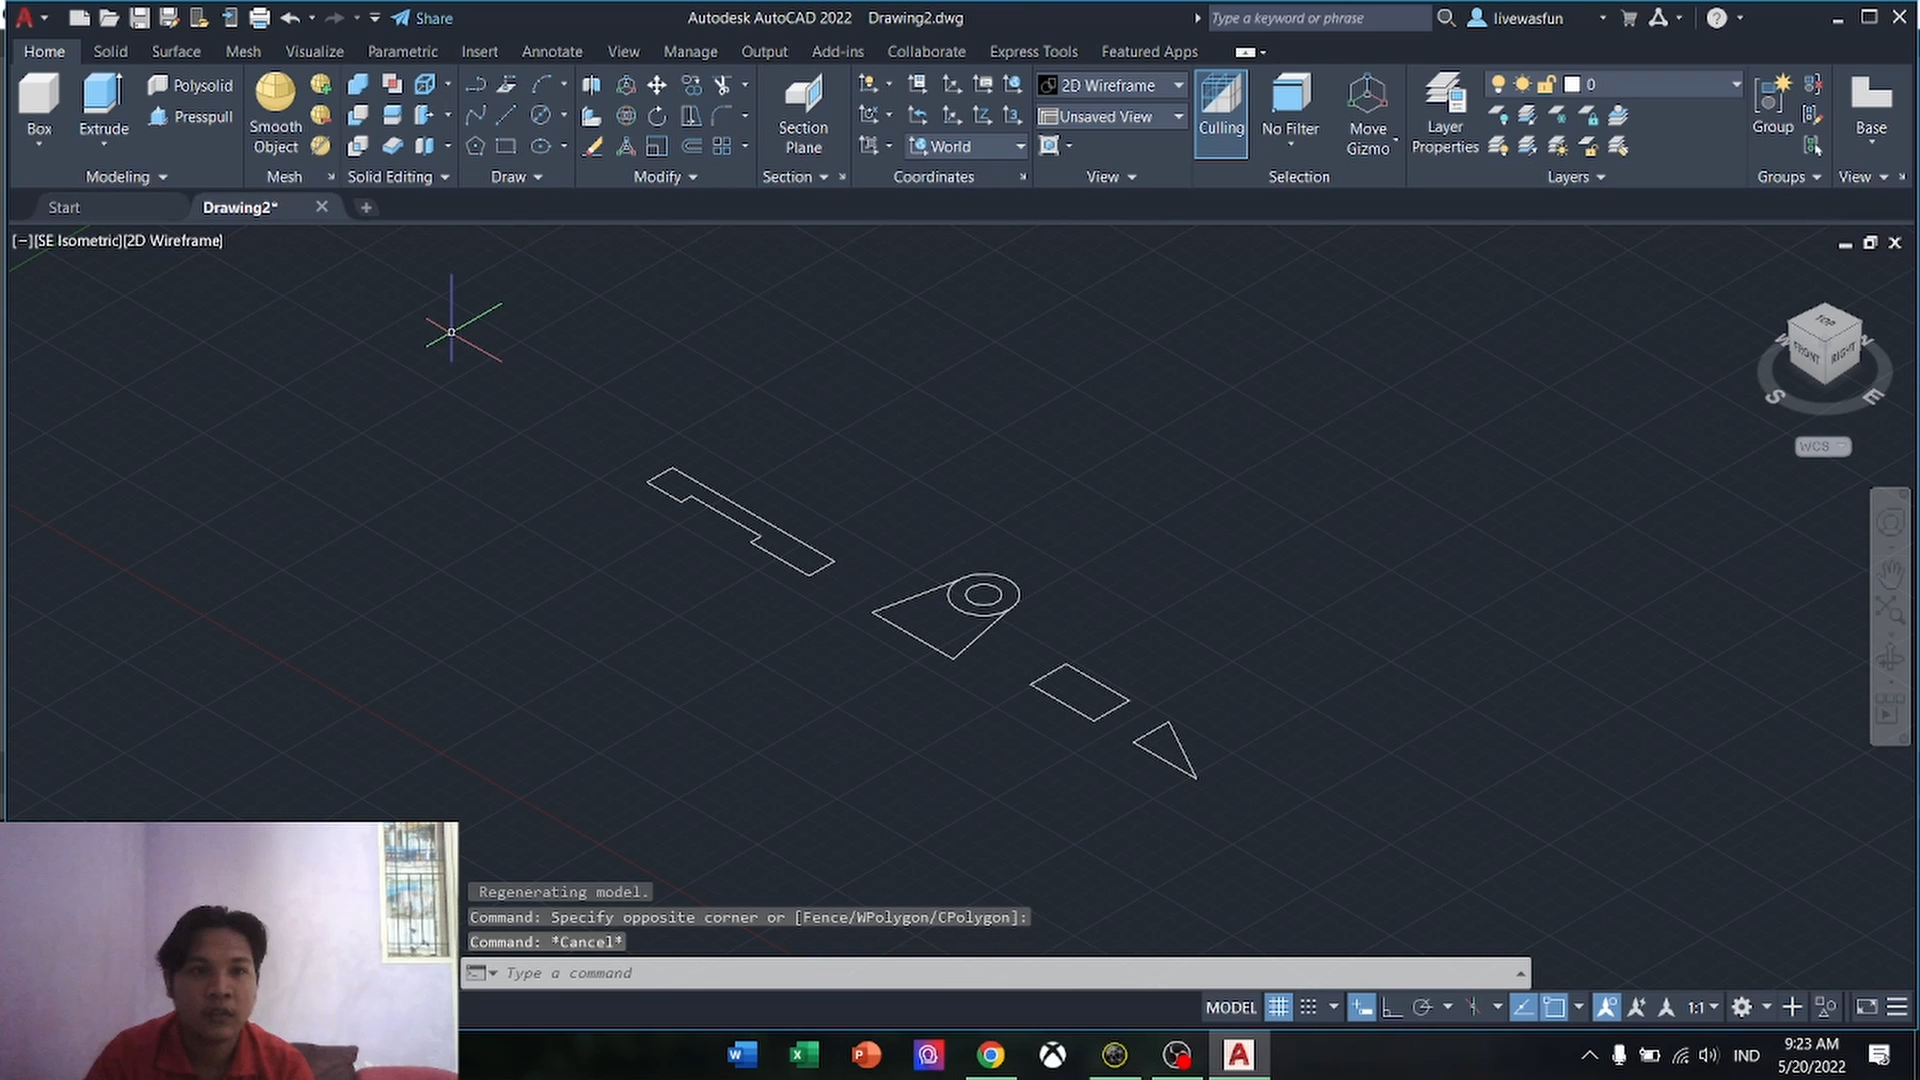 Share
Autodesk AutoCAD 2022 Drawing2.dwg
Type a keyword or phrase
livewasfun
Home Solid Surface Mesh Visualize Parametric Insert Annotate View Manage Output Add-ins Collaborate Express Tools Featured Apps
Box
Extrude
Polysolid
Presspull
Modeling
Smooth
Object
Mesh
Solid Editing
Draw
Modify
Section
Plane
Section
World
Coordinates
2D Wireframe
Unsaved View
View
Culling
No Filter
Move
Gizmo
Selection
Layer
Properties
0
Layers
Group
Groups
Base
View
Start
Drawing2*
[−][SE Isometric][2D Wireframe]
TOP
FRONT
RIGHT
W
N
S
E
WCS
Regenerating model.
Command: Specify opposite corner or [Fence/WPolygon/CPolygon]:
Command: *Cancel*
Type a command
MODEL
1:1
IND
9:23 AM
5/20/2022